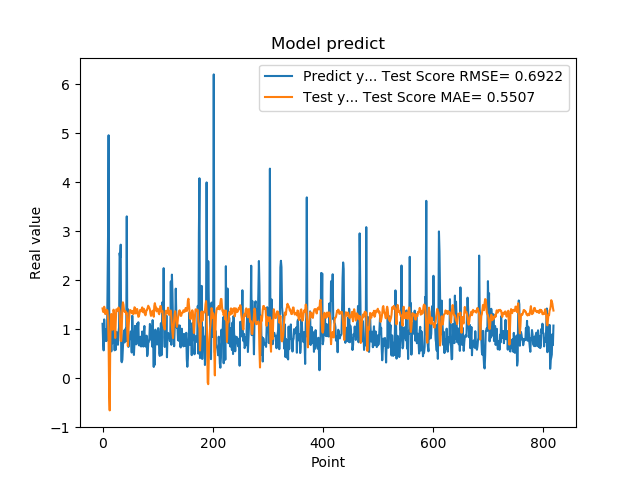 Model predict
Predict y... Test Score RMSE= 0.6922
Test y... Test Score MAE= 0.5507
6
5
4
3
2
1
0
−1
Real value
0 200 400 600 800
Point